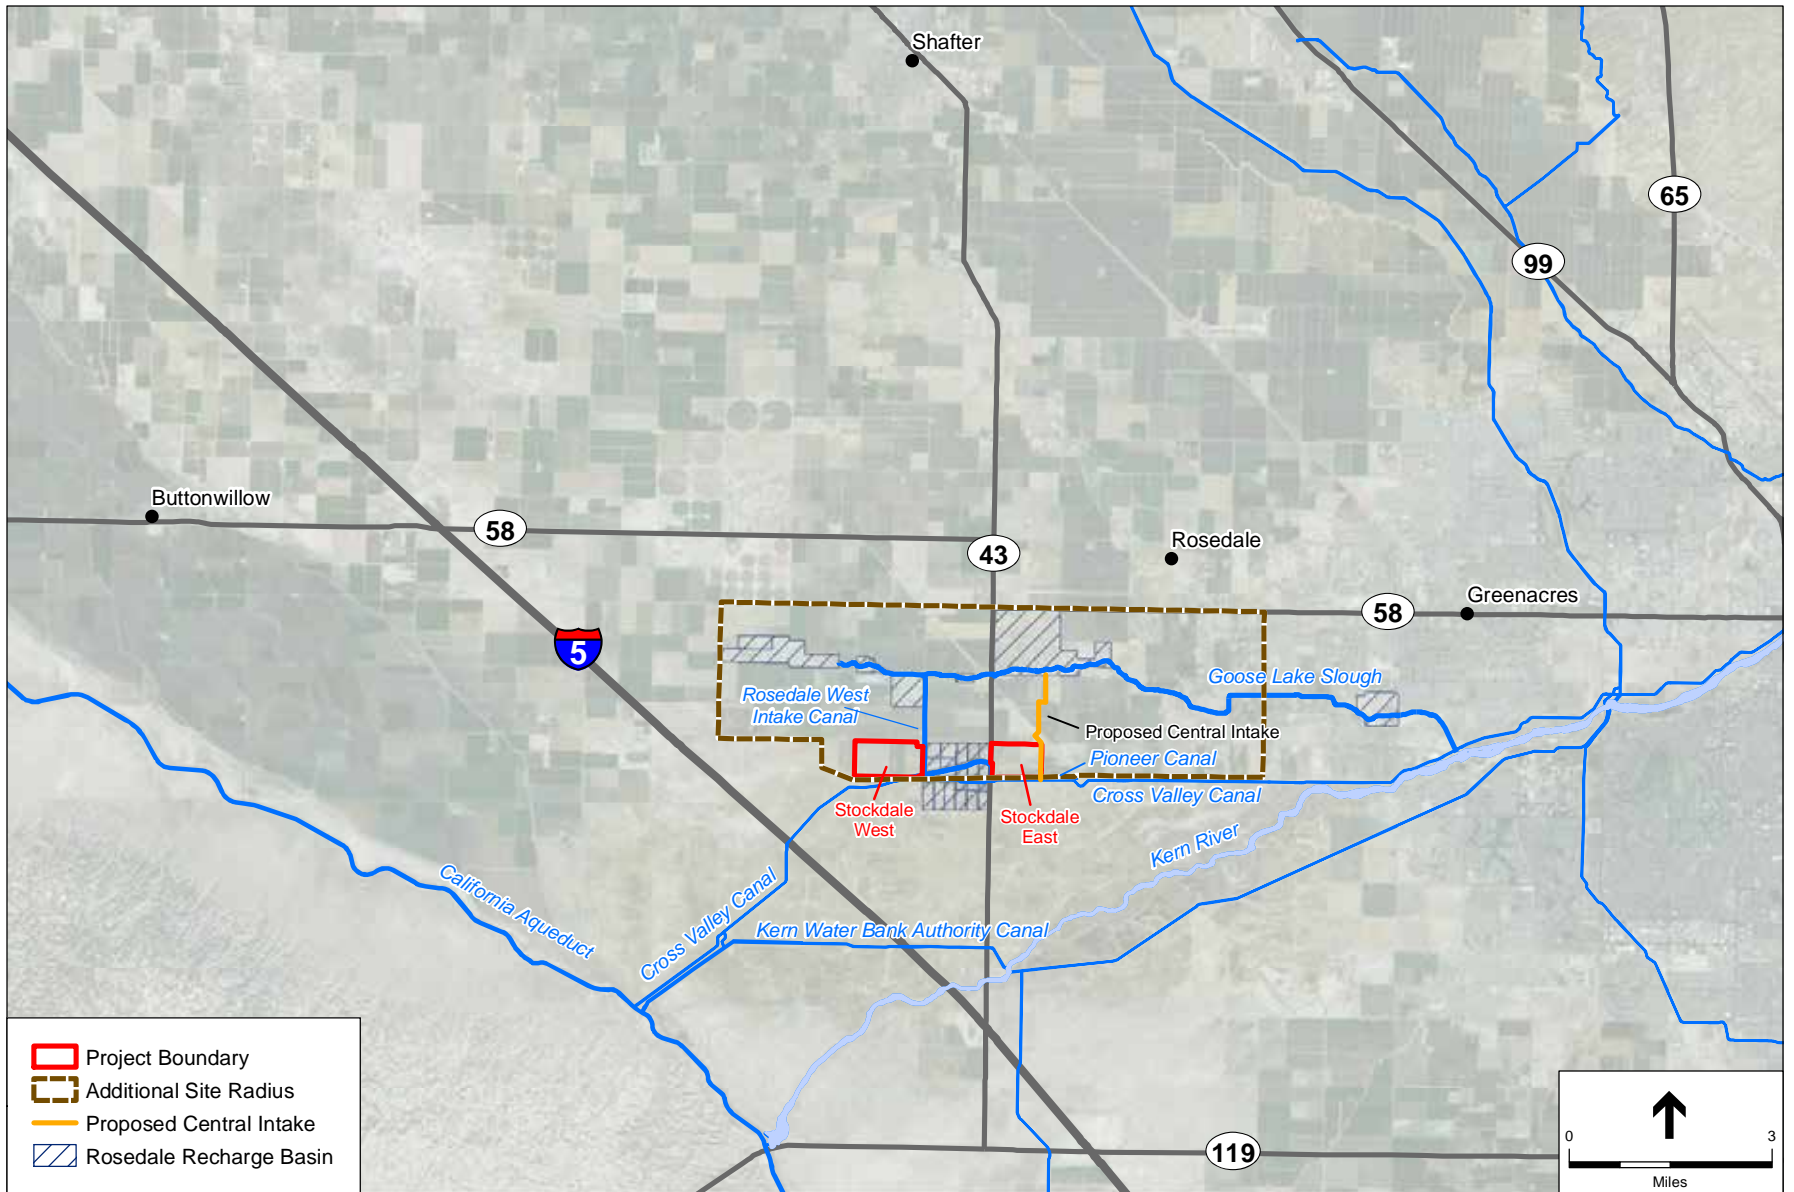 Shafter
65
99
Buttonwillow
58
43
Rosedale
Greenacres
58
5
Goose Lake Slough
Rosedale West
Intake Canal
Proposed Central Intake
Pioneer Canal
Cross Valley Canal
Stockdale
West
Stockdale
East
Kern River
California Aqueduct
Cross Valley Canal
Kern Water Bank Authority Canal
119
Project Boundary
Additional Site Radius
Proposed Central Intake
Rosedale Recharge Basin
0 3
Miles